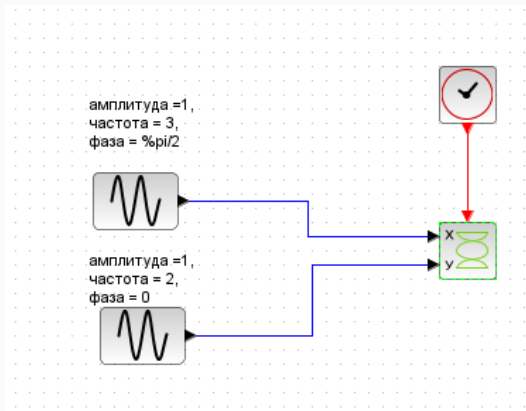 амплитуда =1,
частота = 3,
фаза = %pi/2
x
y
амплитуда =1,
частота = 2,
фаза = 0